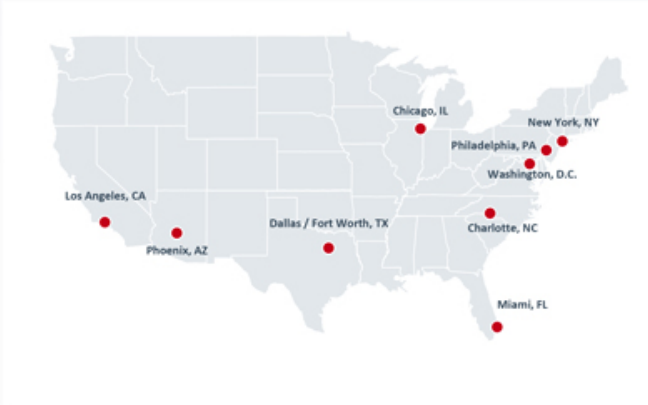 Chicago, IL
New York, NY
Philadelphia, PA
Washington, D.C.
Los Angeles, CA
Dallas / Fort Worth, TX
Charlotte, NC
Phoenix, AZ
Miami, FL